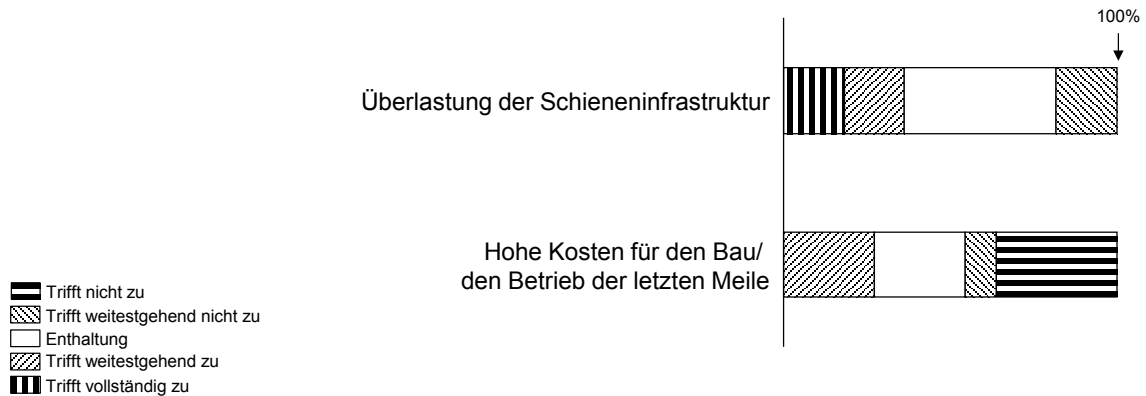 100%
Überlastung der Schieneninfrastruktur
Hohe Kosten für den Bau/
den Betrieb der letzten Meile
Trifft nicht zu
Trifft weitestgehend nicht zu
Enthaltung
Trifft weitestgehend zu
Trifft vollständig zu